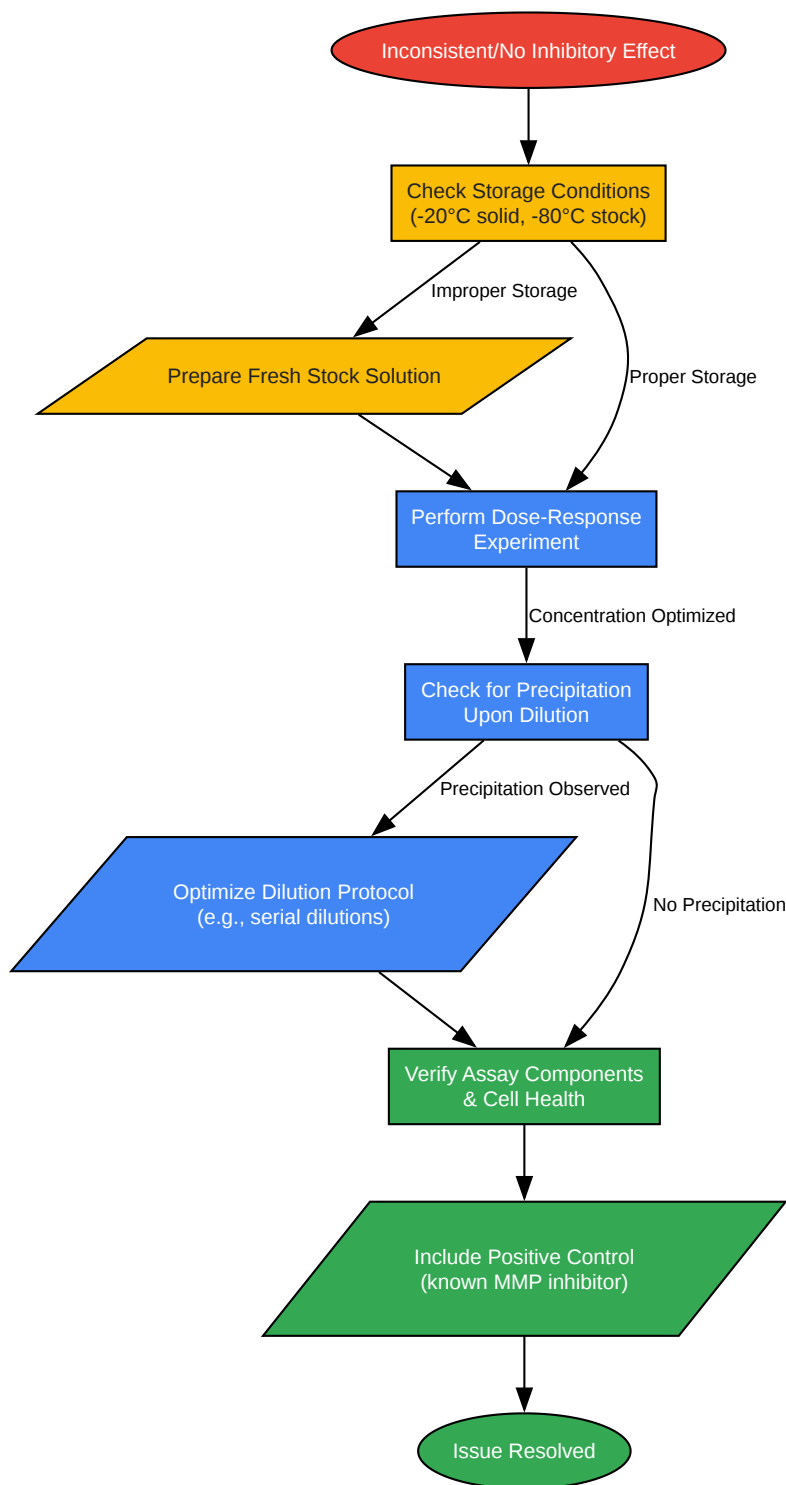 Inconsistent/No Inhibitory Effect
Check Storage Conditions
(-20°C solid, -80°C stock)
Improper Storage
Prepare Fresh Stock Solution
Proper Storage
Perform Dose-Response
Experiment
Concentration Optimized
Check for Precipitation
Upon Dilution
Precipitation Observed
Optimize Dilution Protocol
(e.g., serial dilutions)
No Precipitation
Verify Assay Components
& Cell Health
Include Positive Control
(known MMP inhibitor)
Issue Resolved